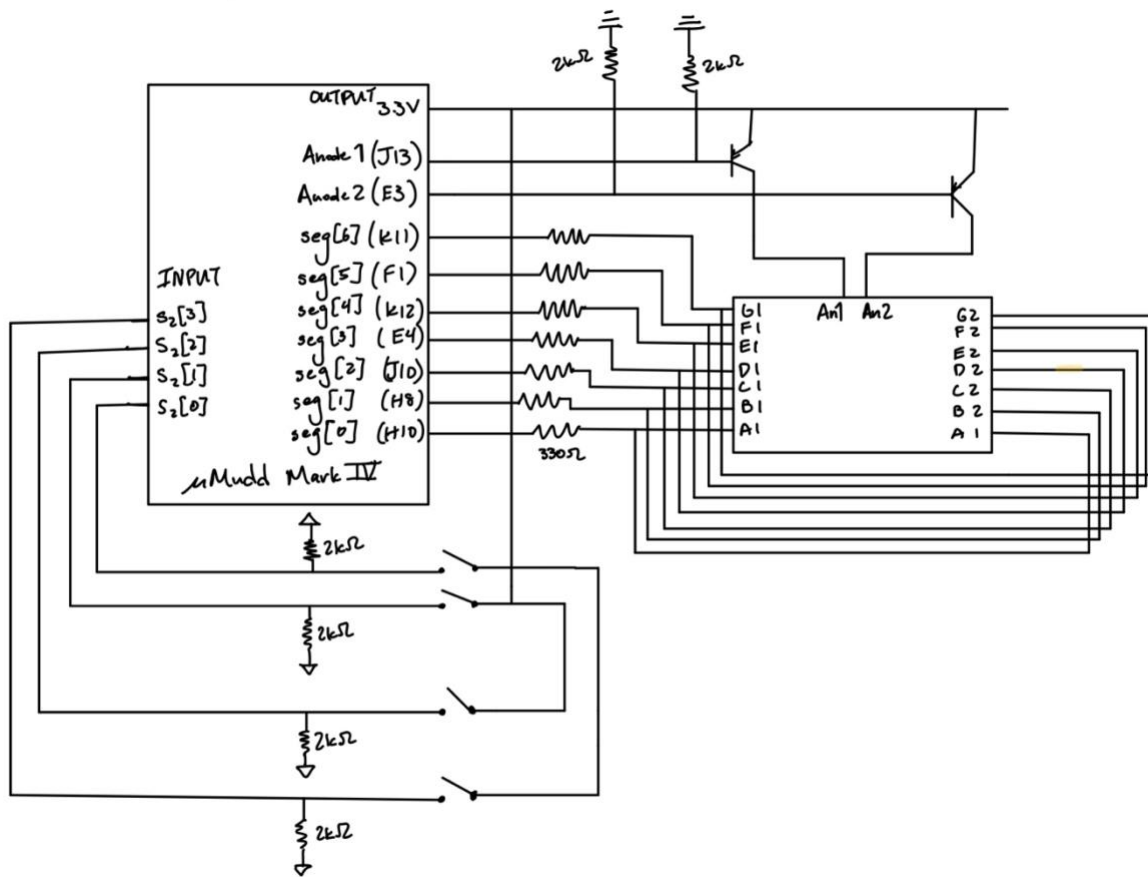 2kΩ
2kΩ
OUTPUT
3.3V
Anode 1 (J13)
Anode 2 (E3)
seg[6] (K11)
seg[5] (F1)
seg[4] (K12)
seg[3] (E4)
seg[2] (J10)
seg[1] (H8)
seg[0] (H10)
INPUT
S2[3]
S2[2]
S2[1]
S2[0]
μMudd Mark IV
330Ω
An1 An2
G1
F1
E1
D1
C1
B1
A1
G2
F2
E2
D2
C2
B2
A1
2kΩ
2kΩ
2kΩ
2kΩ